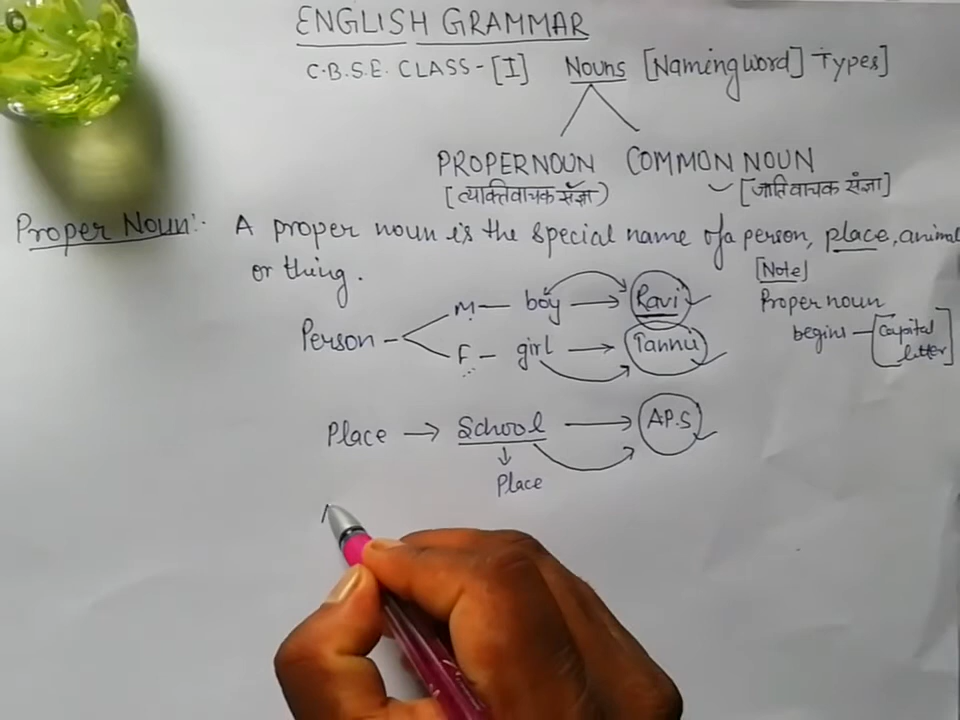 ENGLISH GRAMMAR
C.B.S.E. CLASS-[I] Nouns [Naming word] Types]
PROPER NOUN COMMON NOUN
[व्यक्तिवाचक संज्ञा) [जातिवाचक संज्ञा]
Proper Noun:- A proper noun is the special name of a person, place, animal
or thing.
[Note]
Proper noun
begins - [Capital
letter]
Person - M - boy → Ravi
F - girl → Tannu
Place → School → A.P.S
↓
Place